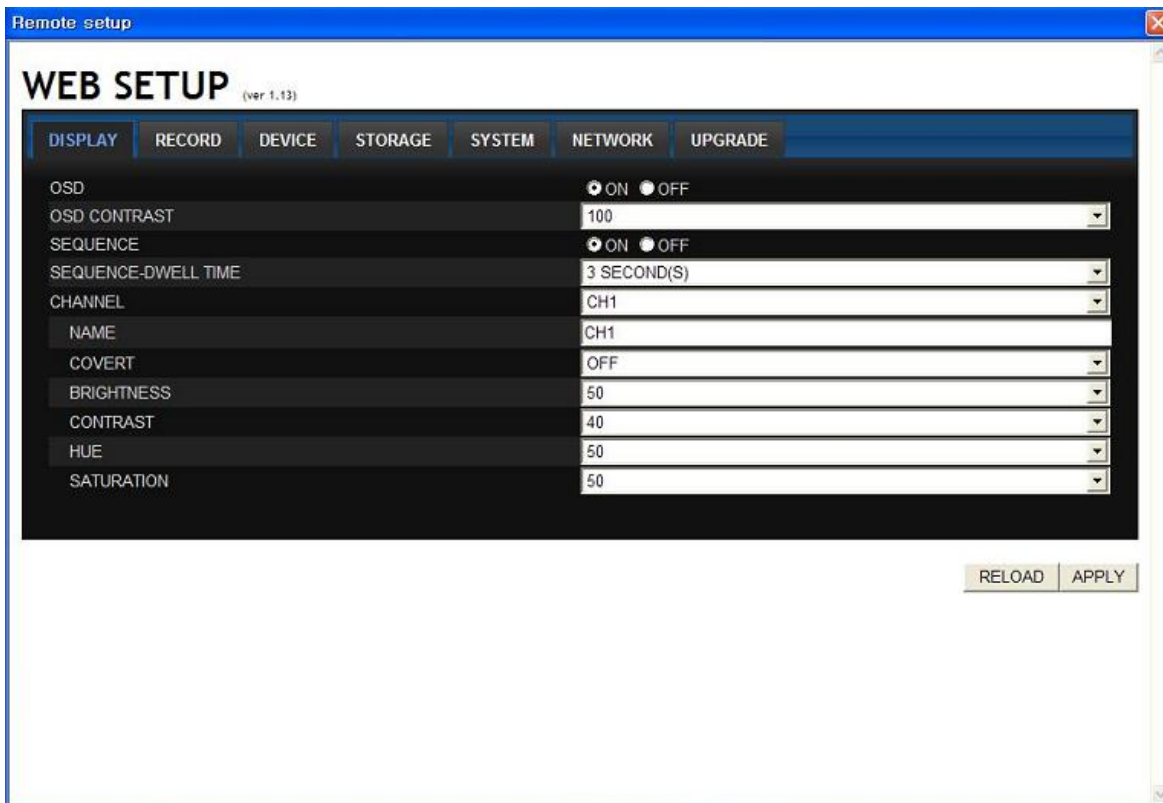 Remote setup
WEB SETUP (ver 1.13)
DISPLAY RECORD DEVICE STORAGE SYSTEM NETWORK UPGRADE
OSD ON OFF
OSD CONTRAST 100
SEQUENCE ON OFF
SEQUENCE-DWELL TIME 3 SECOND(S)
CHANNEL CH1
NAME CH1
COVERT OFF
BRIGHTNESS 50
CONTRAST 40
HUE 50
SATURATION 50
RELOAD APPLY